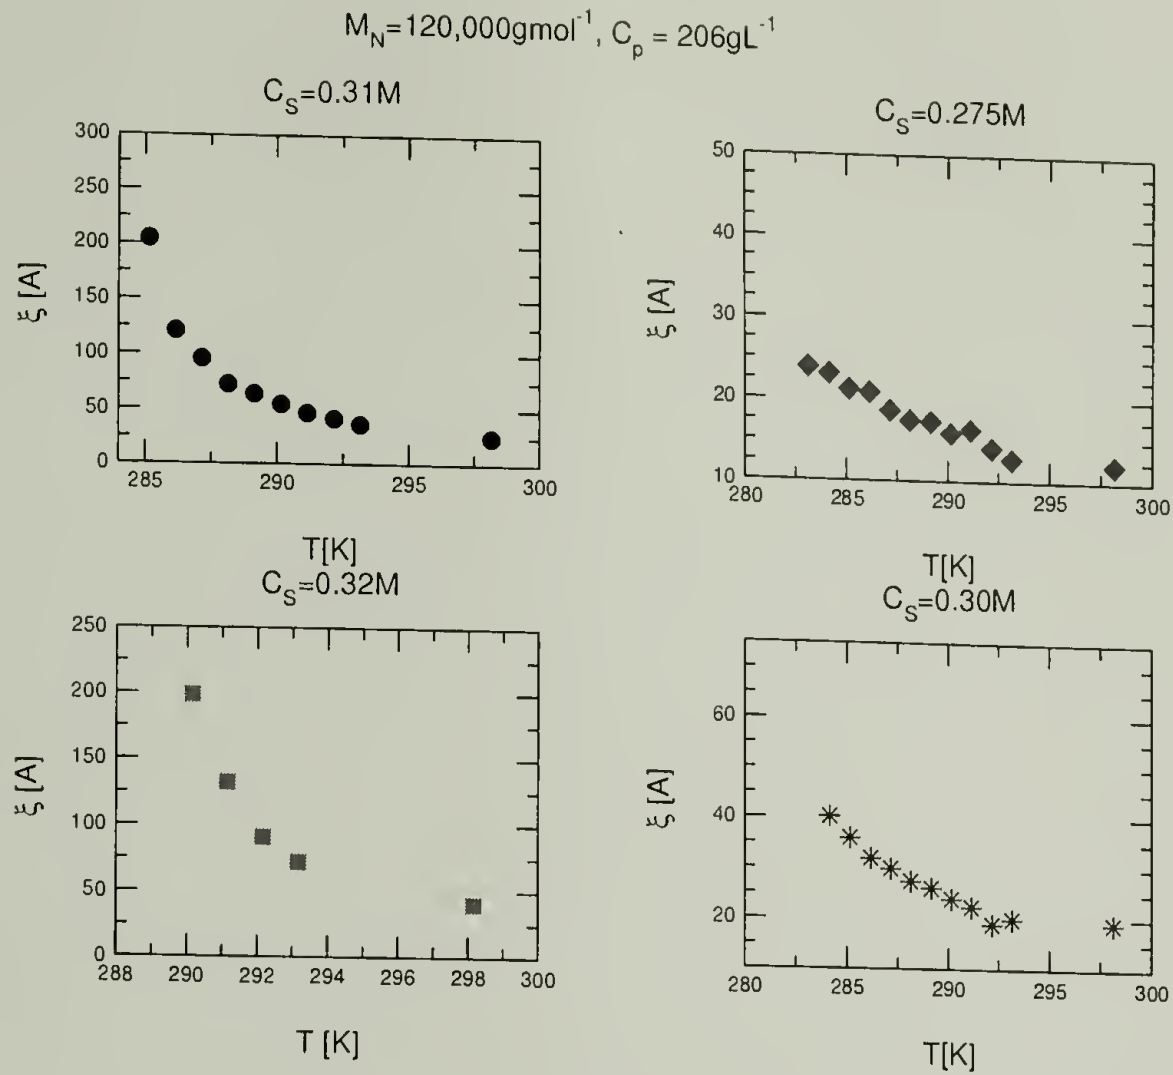 M_N=120,000gmol^-1, C_p = 206gL^-1
C_S=0.31M
300
250
200
150
100
50
0
ξ [A]
285 290 295 300
T[K]
C_S=0.275M
50
40
30
20
10
ξ [A]
280 285 290 295 300
T[K]
C_S=0.32M
250
200
150
100
50
0
ξ [A]
288 290 292 294 296 298 300
T [K]
C_S=0.30M
60
40
20
ξ [A]
280 285 290 295 300
T[K]